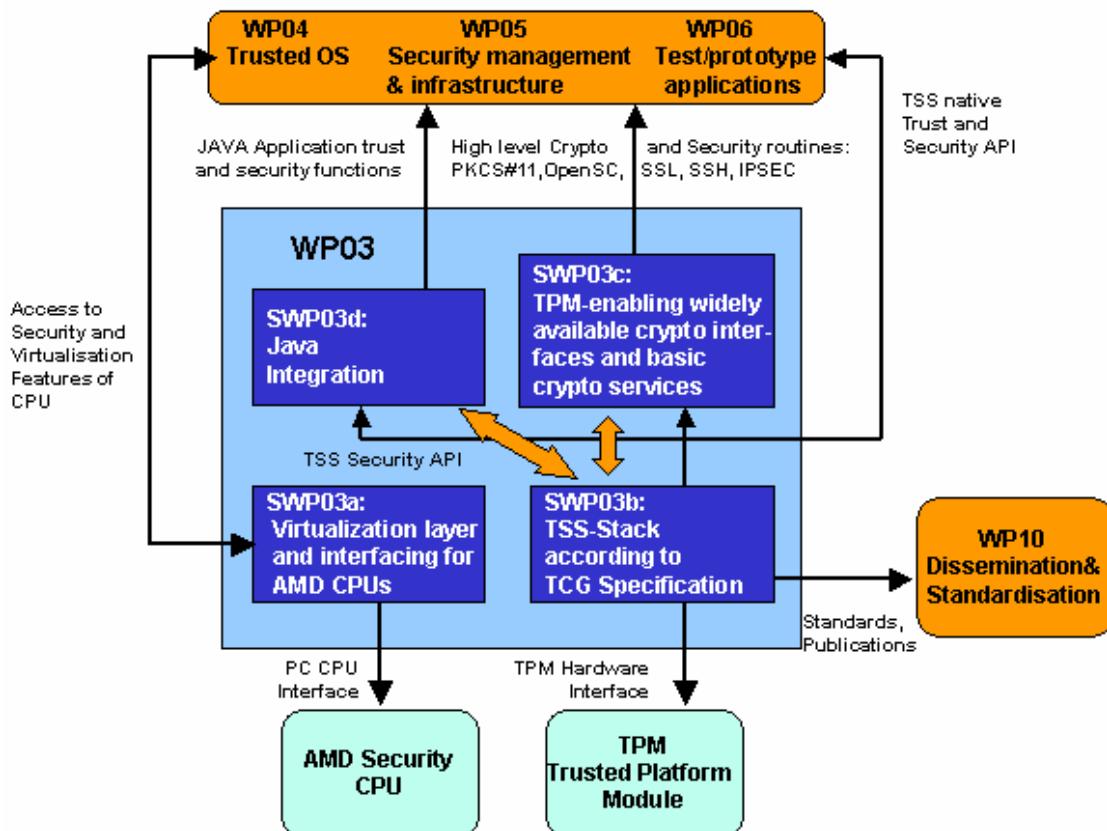 WP04
Trusted OS
WP05
Security management
& infrastructure
WP06
Test/prototype
applications
JAVA Application trust
and security functions
High level Crypto
PKCS#11,OpenSC,
and Security routines:
SSL, SSH, IPSEC
TSS native
Trust and
Security API
WP03
SWP03d:
Java
Integration
SWP03c:
TPM-enabling widely
available crypto inter-
faces and basic
crypto services
Access to
Security and
Virtualisation
Features of
CPU
TSS Security API
SWP03a:
Virtualization layer
and interfacing for
AMD CPUs
SWP03b:
TSS-Stack
according to
TCG Specification
WP10
Dissemination&
Standardisation
Standards,
Publications
PC CPU
Interface
TPM Hardware
Interface
AMD Security
CPU
TPM
Trusted Platform
Module